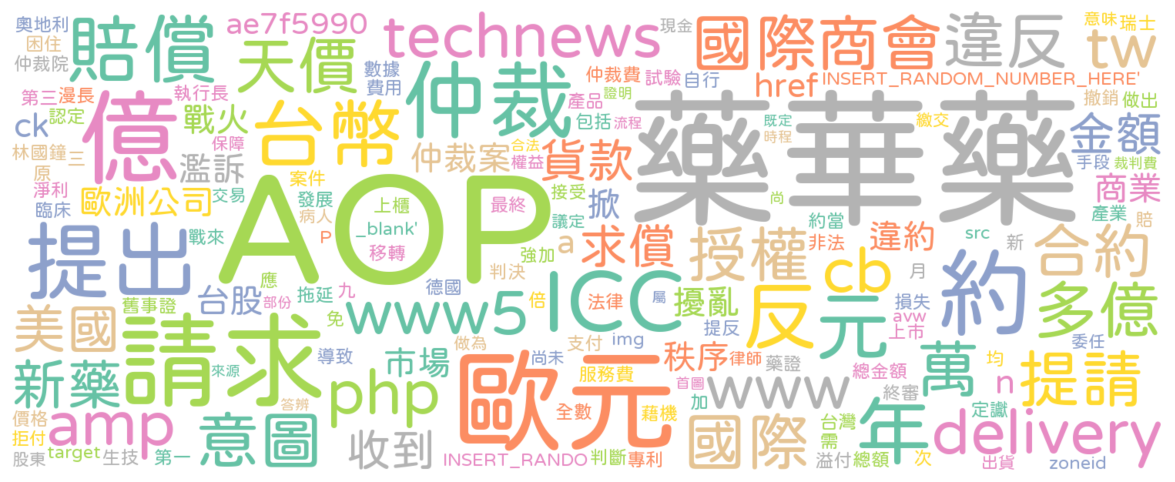 奧地利 賠償 ae7f5990 technews 現金 國際商會 違反 意味 瑞士
困住 天價 數據 仲裁 仲裁費 試驗 自行 href INSERT_RANDOM_NUMBER_HERE' tw
仲裁院 費用 產品 證明 撤銷 做出
第三 漫長 執行長 億 戰火 台幣 包括 流程 藥華藥 既定 繳交 金額
ck 認定 保障 仲裁案 貨款 合法 時程 手段 裁判費
林國鐘 三 濫訴 權益 商業
原 案件 AOP
淨利 歐洲公司 交易 發展 接受 掀 授權 尚 約當 產業 賠
臨床 病人 上櫃 最終 議定 a 求償 非法 違約 合約
提出 戰來 P _blank' 強加 src 新
移轉 判決 ICC cb 月 約 多億
應 台股 部份 拖延 九 德國 倍 法律 屬 擾亂 反 元 損失
舊事證 免 www5 提反 avw 上市 委任
美國 請求 導致 做為 尚未 支付 img 秩序 律師 藥證 均
新藥 來源 市場 歐元 服務費 首圖 總金額 萬 n 提請
價格 amp 答辨 php 全數 藉機 加 www 終審 定讞
拒付 意圖 收到 國際 台灣 年 delivery
股東 target 生技 第一 INSERT_RANDO 判斷 專利 需 溢付 總額 次 出貨 zoneid